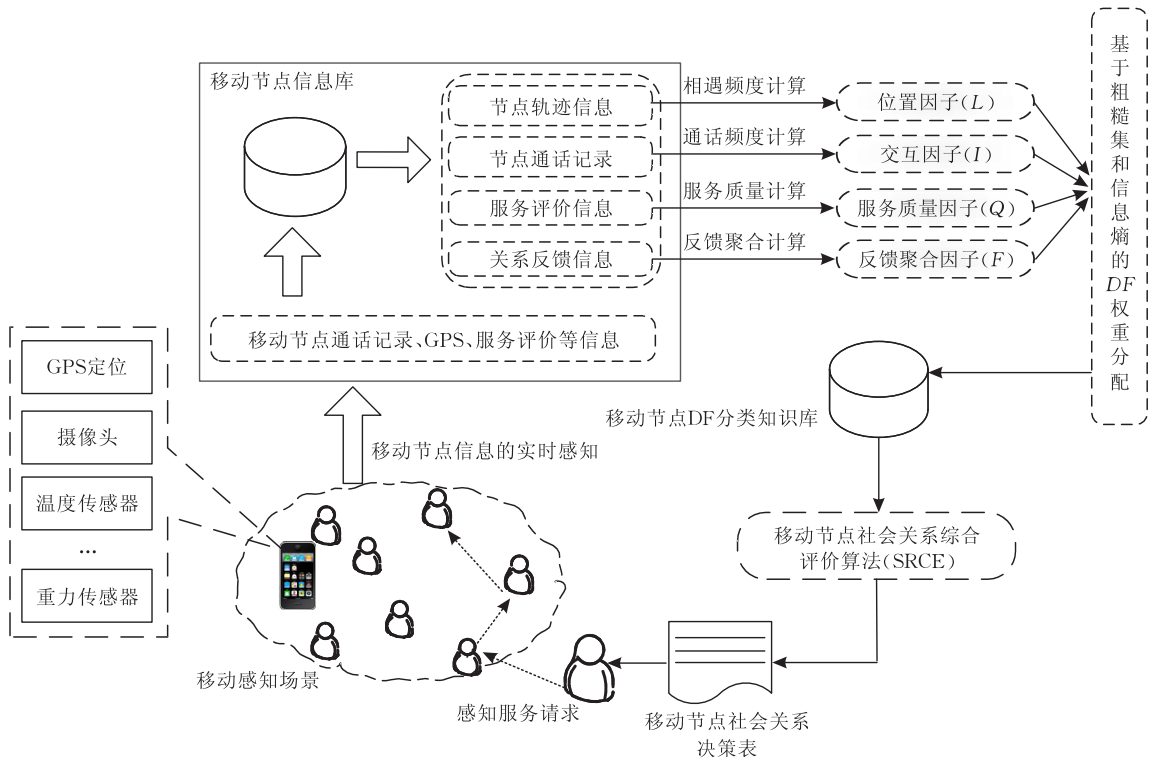 移动节点信息库
节点轨迹信息
节点通话记录
服务评价信息
关系反馈信息
移动节点通话记录、GPS、服务评价等信息
相遇频度计算
通话频度计算
服务质量计算
反馈聚合计算
位置因子(L)
交互因子(I)
服务质量因子(Q)
反馈聚合因子(F)
基于粗糙集和信息熵的DF权重分配
移动节点DF分类知识库
移动节点社会关系综合
评价算法(SRCE)
移动节点社会关系
决策表
感知服务请求
移动感知场景
移动节点信息的实时感知
GPS定位
摄像头
温度传感器
...
重力传感器